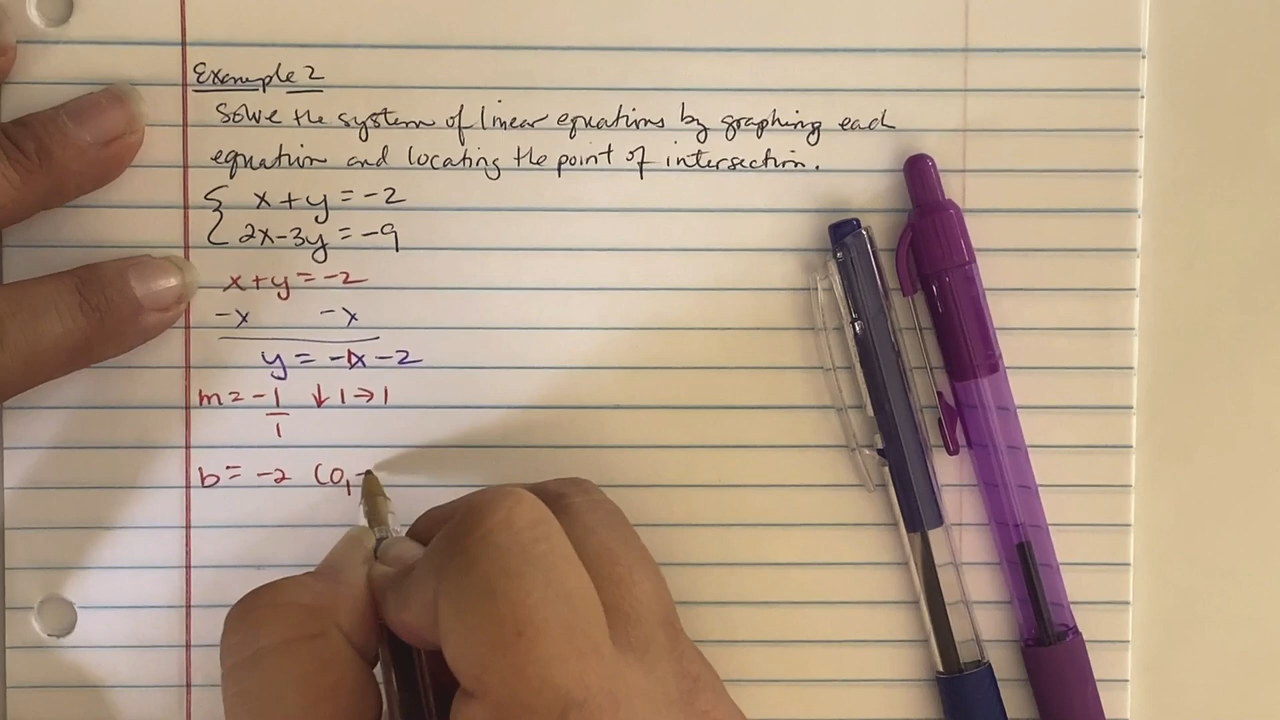 Example 2
Solve the system of linear equations by graphing each
equation and locating the point of intersection.
{ x+y=-2
2x-3y=-9
x+y=-2
-x -x
y=-1x-2
m=-1/1 ↓1→1
b=-2 (0,-